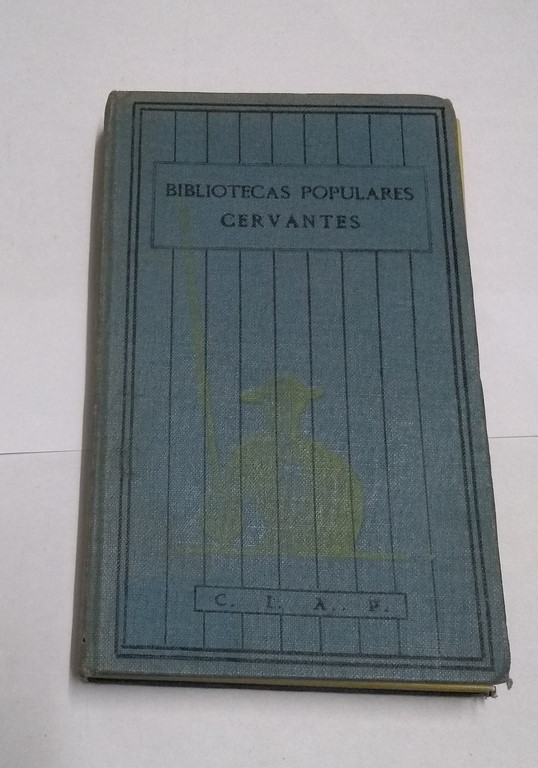 BIBLIOTECAS POPULARES
CERVANTES
C. I. A. P.